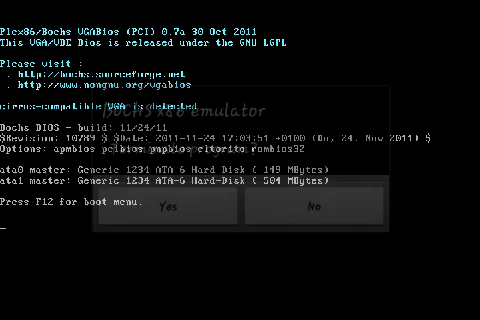 Plex86/Bochs VGABios (PCI) 0.7a 30 Oct 2011
This VGA/VBE Bios is released under the GNU LGPL
Please visit :
. http://bochs.sourceforge.net
. http://www.nongnu.org/vgabios
cirrus-compatible VGA is detected
BOCHS x86 emulator
Bochs BIOS - build: 11/24/11
$Revision: 10789 $ $Date: 2011-11-24 17:03:51 +0100 (Do, 24. Nov 2011) $
Options: apmbios pcibios pnpbios eltorito rombios32
ata0 master: Generic 1234 ATA-6 Hard-Disk ( 149 MBytes)
ata1 master: Generic 1234 ATA-6 Hard-Disk ( 504 MBytes)
Press F12 for boot menu.
Yes
No